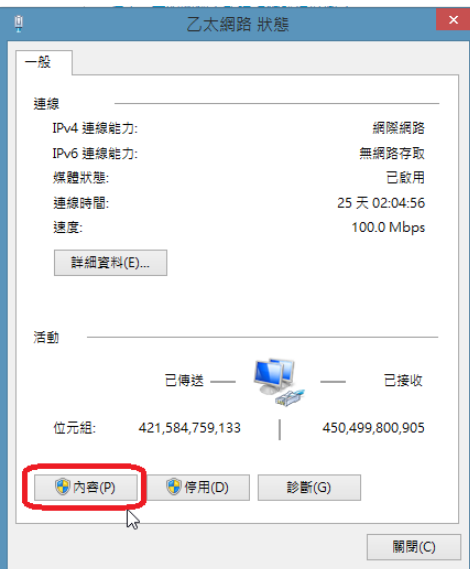 乙太網路 狀態
一般
連線
IPv4 連線能力: 網際網路
IPv6 連線能力: 無網路存取
媒體狀態: 已啟用
連線時間: 25 天 02:04:56
速度: 100.0 Mbps
詳細資料(E)...
活動
已傳送 已接收
位元組: 421,584,759,133 450,499,800,905
內容(P) 停用(D) 診斷(G)
關閉(C)